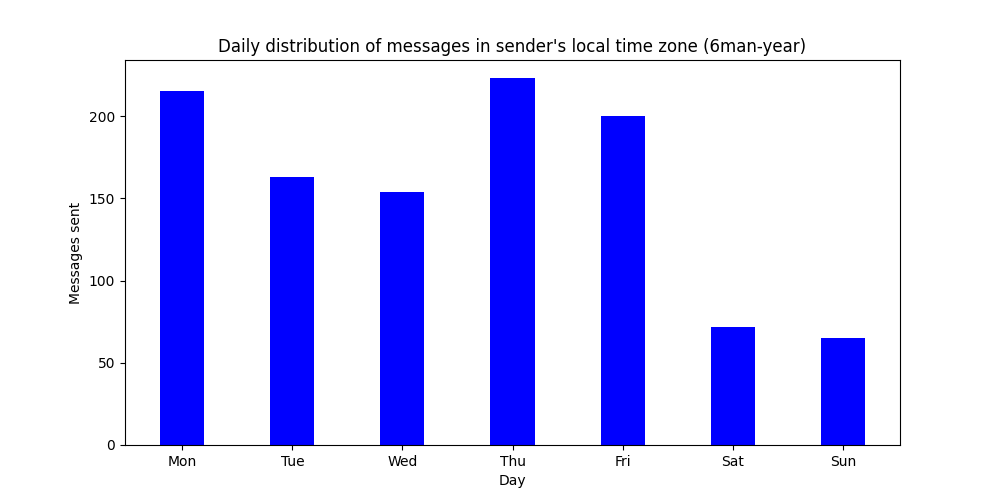 Daily distribution of messages in sender's local time zone (6man-year)
Messages sent
200
150
100
50
0
Mon Tue Wed Thu Fri Sat Sun
Day